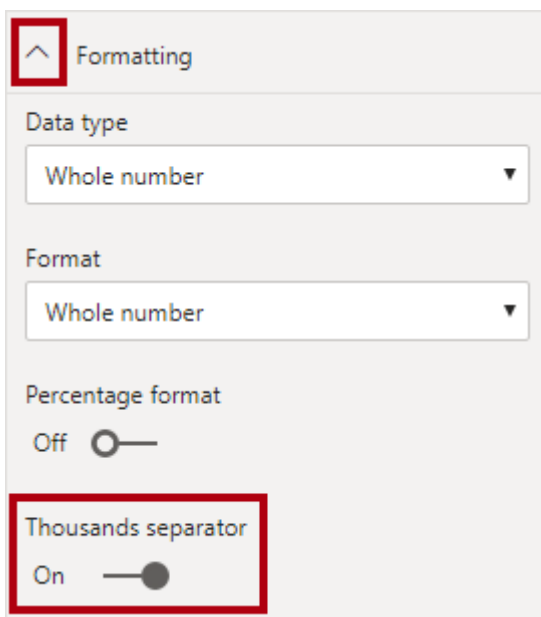 Formatting
Data type
Whole number
Format
Whole number
Percentage format
Off
Thousands separator
On